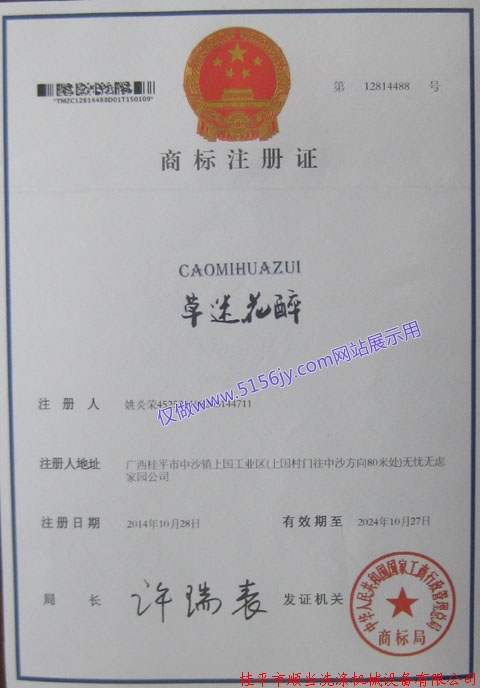 第 12814488 号
*TMZC12814488D01T150109*
商标注册证
CAOMIHUAZUI
草迷花醉
仅做www.5156jy.com网站展示用
注册人 姚炎荣 144711
注册人地址 广西桂平市中沙镇上国工业区(上国村门往中沙方向80米处)无忧无虑
家园公司
注册日期 2014年10月28日 有效期至 2024年10月27日
局长 许瑞表 发证机关
中华人民共和国国家工商行政管理总局
商标局
桂平市顺当洗涤机械设备有限公司